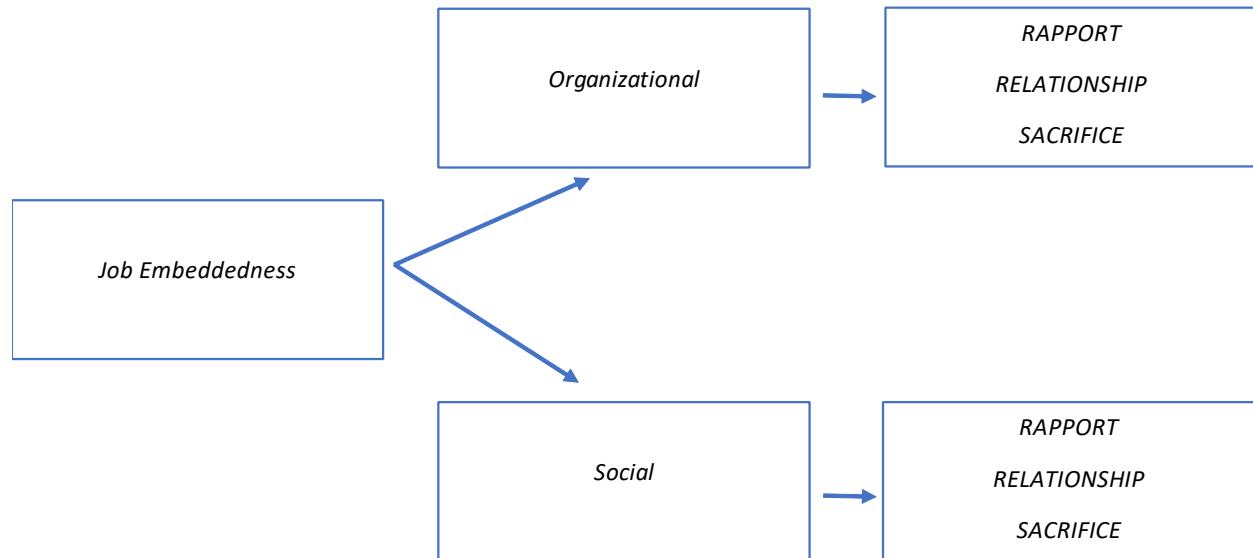 Organizational
RAPPORT
RELATIONSHIP
SACRIFICE
Job Embeddedness
Social
RAPPORT
RELATIONSHIP
SACRIFICE